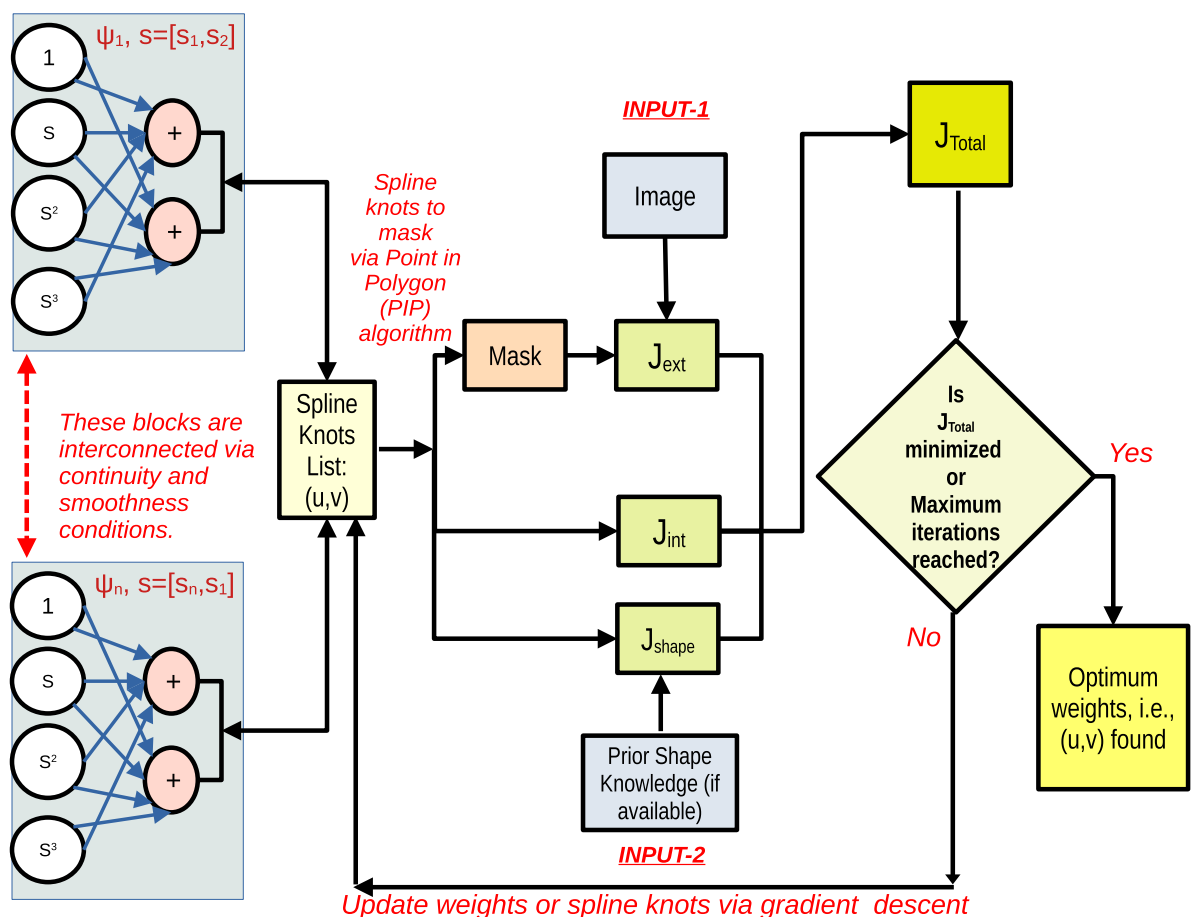 ψ1, s=[s1,s2]
1
S
S²
S³
+
+
These blocks are
interconnected via
continuity and
smoothness
conditions.
ψn, s=[sn,s1]
1
S
S²
S³
+
+
Spline
Knots
List:
(u,v)
Spline
knots to
mask
via Point in
Polygon
(PIP)
algorithm
Mask
INPUT-1
Image
Jext
Jint
Jshape
Prior Shape
Knowledge (if
available)
INPUT-2
JTotal
Is
JTotal
minimized
or
Maximum
iterations
reached?
Yes
No
Optimum
weights, i.e.,
(u,v) found
Update weights or spline knots via gradient descent